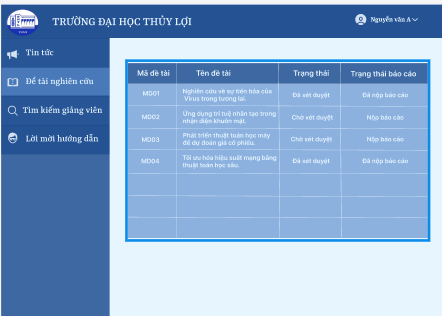 TRƯỜNG ĐẠI HỌC THỦY LỢI
Nguyễn văn A
Tin tức
Đề tài nghiên cứu
Tìm kiếm giảng viên
Lời mời hướng dẫn
Mã đề tài Tên đề tài Trạng thái Trạng thái báo cáo
MD01 Nghiên cứu về sự tiến hóa của Virus trong tương lai. Đã xét duyệt Đã nộp báo cáo
MD02 Ứng dụng trí tuệ nhân tạo trong nhận diện khuôn mặt. Chờ xét duyệt Nộp báo cáo
MD03 Phát triển thuật toán học máy để dự đoán giá cổ phiếu. Chờ xét duyệt Nộp báo cáo
MD04 Tối ưu hóa hiệu suất mạng bằng thuật toán học sâu. Đã xét duyệt Đã nộp báo cáo